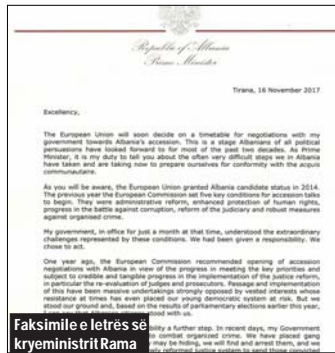 Republic of Albania
Prime Minister
Tirana, 16 November 2017
Excellency,
The European Union will soon decide on a timetable for negotiations with my
government towards Albania's accession. This is a stage Albanians of all political
persuasions have looked forward to for most of the past two decades. As Prime
Minister, it is my duty to tell you about the often very difficult steps we in Albania
have taken and are taking now to prepare ourselves for conformity with the acquis
communautaire.
As you will be aware, the European Union granted Albania candidate status in 2014.
The previous year the European Commission set five key conditions for accession talks
to begin. They were administrative reform, enhanced protection of human rights,
progress in the battle against corruption, reform of the judiciary and robust measures
against organised crime.
My government, in office for just a month at that time, understood the extraordinary
challenges represented by these conditions. We had been given a responsibility. We
chose to act.
One year ago, the European Commission recommended opening of accession
negotiations with Albania in view of the progress in meeting the key priorities and
subject to credible and tangible progress in the implementation of the justice reform,
in particular the re-evaluation of judges and prosecutors. Passage and implementation
of this have been massive undertakings strongly opposed by vested interests whose
resistance at times has even placed our young democratic system at risk. But we
stood our ground and, based on the results of parliamentary elections earlier this year,
stood with us.
bility a further step. In recent days, my Government
to combat organized crime. We have placed gang
may be hiding, we will find and arrest them, and we
reformed justice system to send those convicted
Faksimile e letrës së
kryeministrit Rama